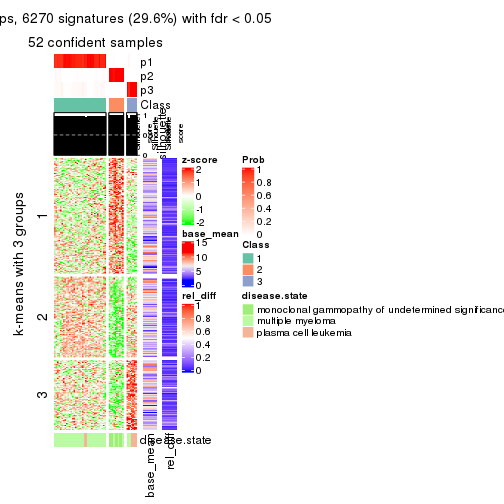 ps, 6270 signatures (29.6%) with fdr < 0.05
52 confident samples
p1
p2
p3
Class
1
0.5
0
silhouette
score
k-means with 3 groups
1
2
3
z-score
2
1
0
-1
-2
base_mean
15
10
5
0
rel_diff
1
0.8
0.6
0.4
0.2
0
Prob
1
0.8
0.6
0.4
0.2
0
Class
1
2
3
disease.state
monoclonal gammopathy of undetermined significance
multiple myeloma
plasma cell leukemia
disease.state
base_mean
rel_diff